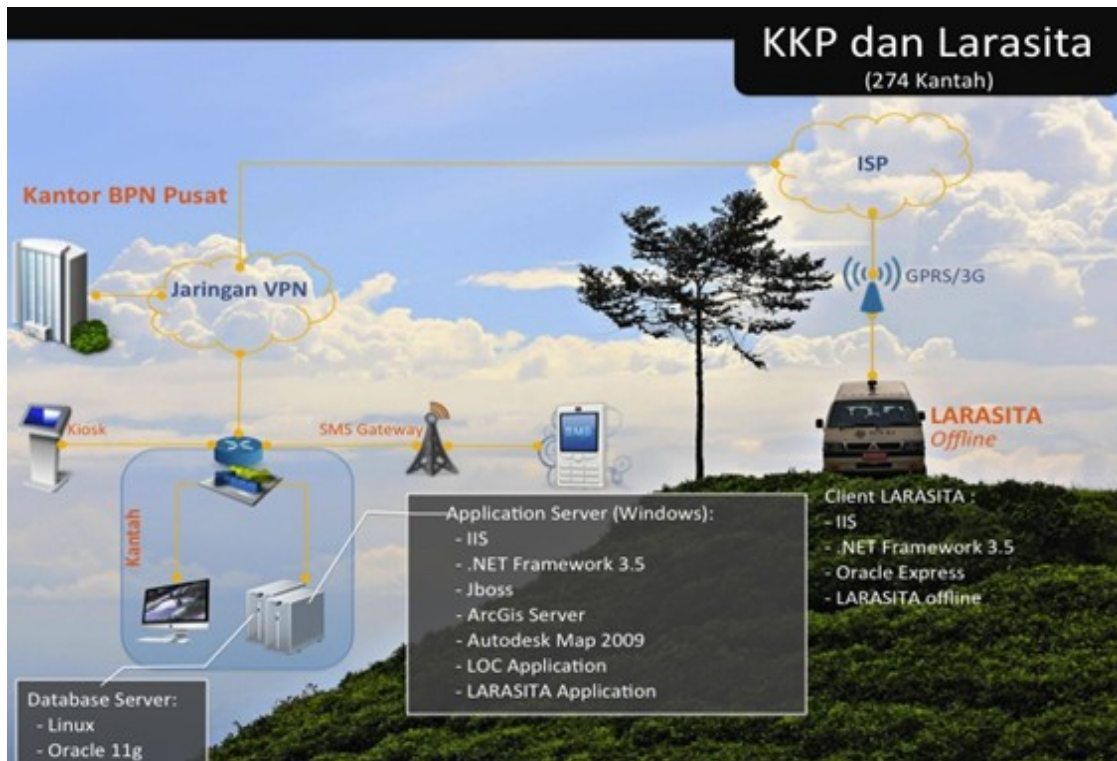 KKP dan Larasita
(274 Kantah)
ISP
Kantor BPN Pusat
Jaringan VPN
GPRS/3G
Kiosk
SMS Gateway
SMS
LARASITA
Offline
Kantah
Application Server (Windows):
- IIS
- .NET Framework 3.5
- Jboss
- ArcGis Server
- Autodesk Map 2009
- LOC Application
- LARASITA Application
Client LARASITA :
- IIS
- .NET Framework 3.5
- Oracle Express
- LARASITA offline
Database Server:
- Linux
- Oracle 11g